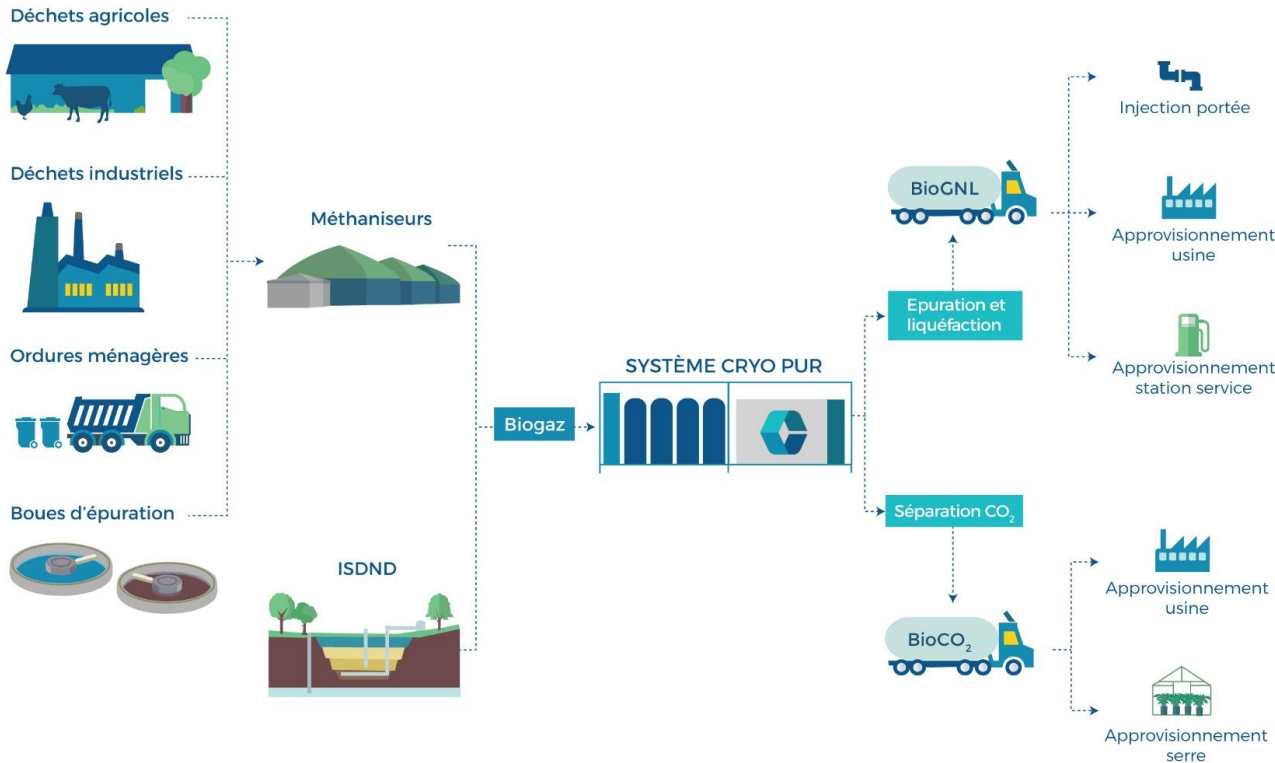 Déchets agricoles
Déchets industriels
Ordures ménagères
Boues d'épuration
Méthaniseurs
ISDND
Biogaz
SYSTÈME CRYO PUR
Epuration et
liquéfaction
Séparation CO₂
BioGNL
BioCO₂
Injection portée
Approvisionnement
usine
Approvisionnement
station service
Approvisionnement
usine
Approvisionnement
serre